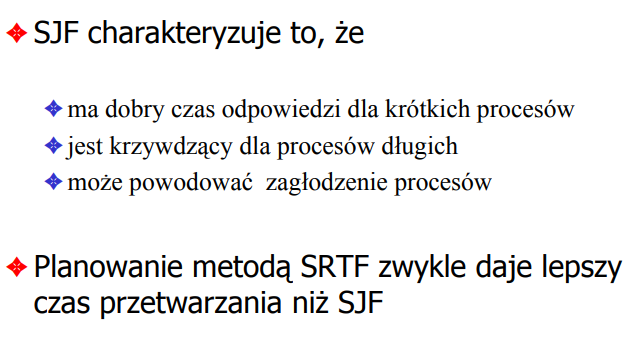 SJF charakteryzuje to, że
ma dobry czas odpowiedzi dla krótkich procesów
jest krzywdzący dla procesów długich
może powodować zagłodzenie procesów
Planowanie metodą SRTF zwykle daje lepszy
czas przetwarzania niż SJF